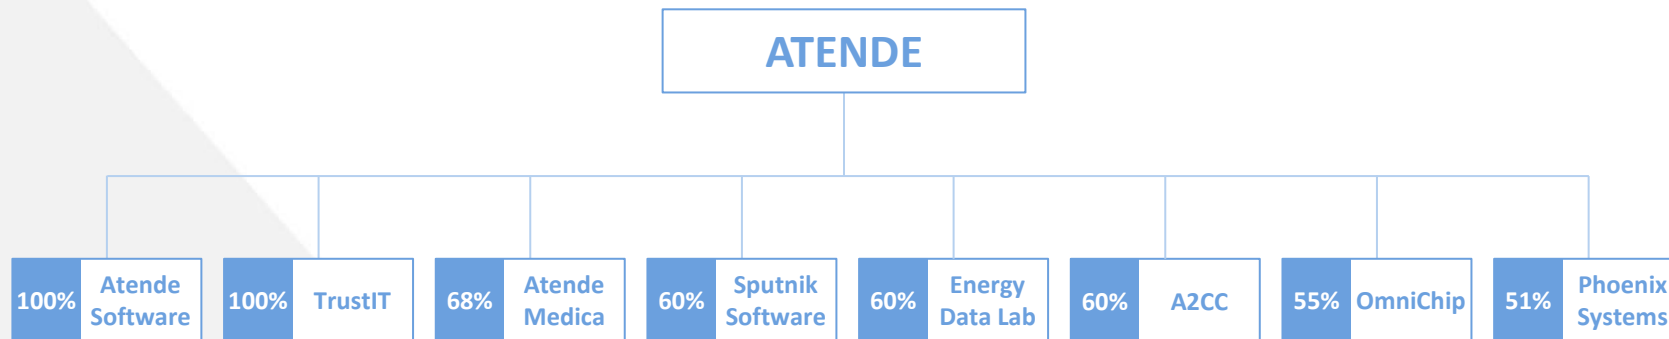 ATENDE
100%
Atende
Software
100%
TrustIT
68%
Atende
Medica
60%
Sputnik
Software
60%
Energy
Data Lab
60%
A2CC
55%
OmniChip
51%
Phoenix
Systems